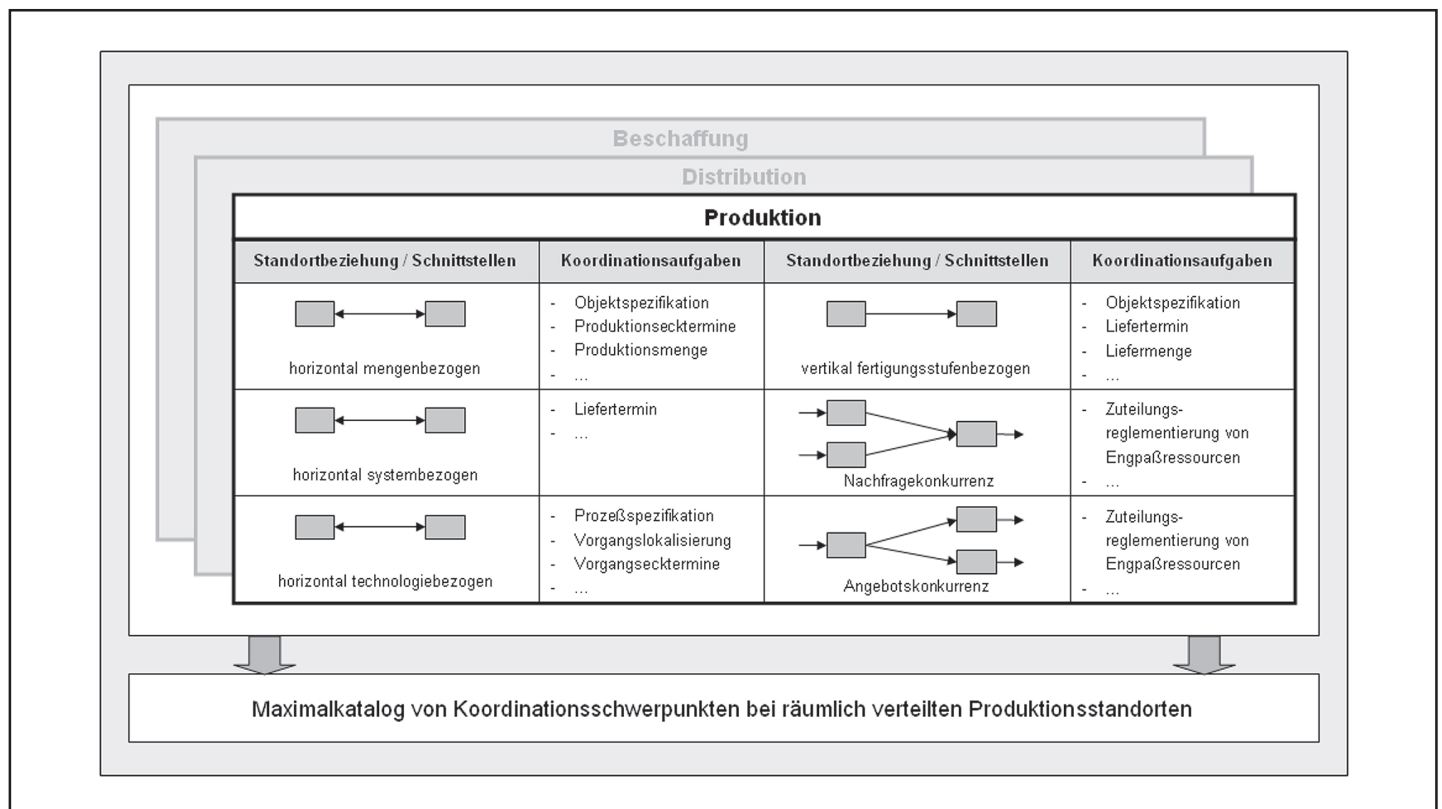 Beschaffung
Distribution
Produktion
Standortbeziehung / Schnittstellen
Koordinationsaufgaben
Standortbeziehung / Schnittstellen
Koordinationsaufgaben
horizontal mengenbezogen
- Objektspezifikation
- Produktionsecktermine
- Produktionsmenge
- ...
vertikal fertigungsstufenbezogen
- Objektspezifikation
- Liefertermin
- Liefermenge
- ...
horizontal systembezogen
- Liefertermin
- ...
Nachfragekonkurrenz
- Zuteilungs-
reglementierung von
Engpaßressourcen
- ...
horizontal technologiebezogen
- Prozeßspezifikation
- Vorgangslokalisierung
- Vorgangsecktermine
- ...
Angebotskonkurrenz
- Zuteilungs-
reglementierung von
Engpaßressourcen
- ...
Maximalkatalog von Koordinationsschwerpunkten bei räumlich verteilten Produktionsstandorten